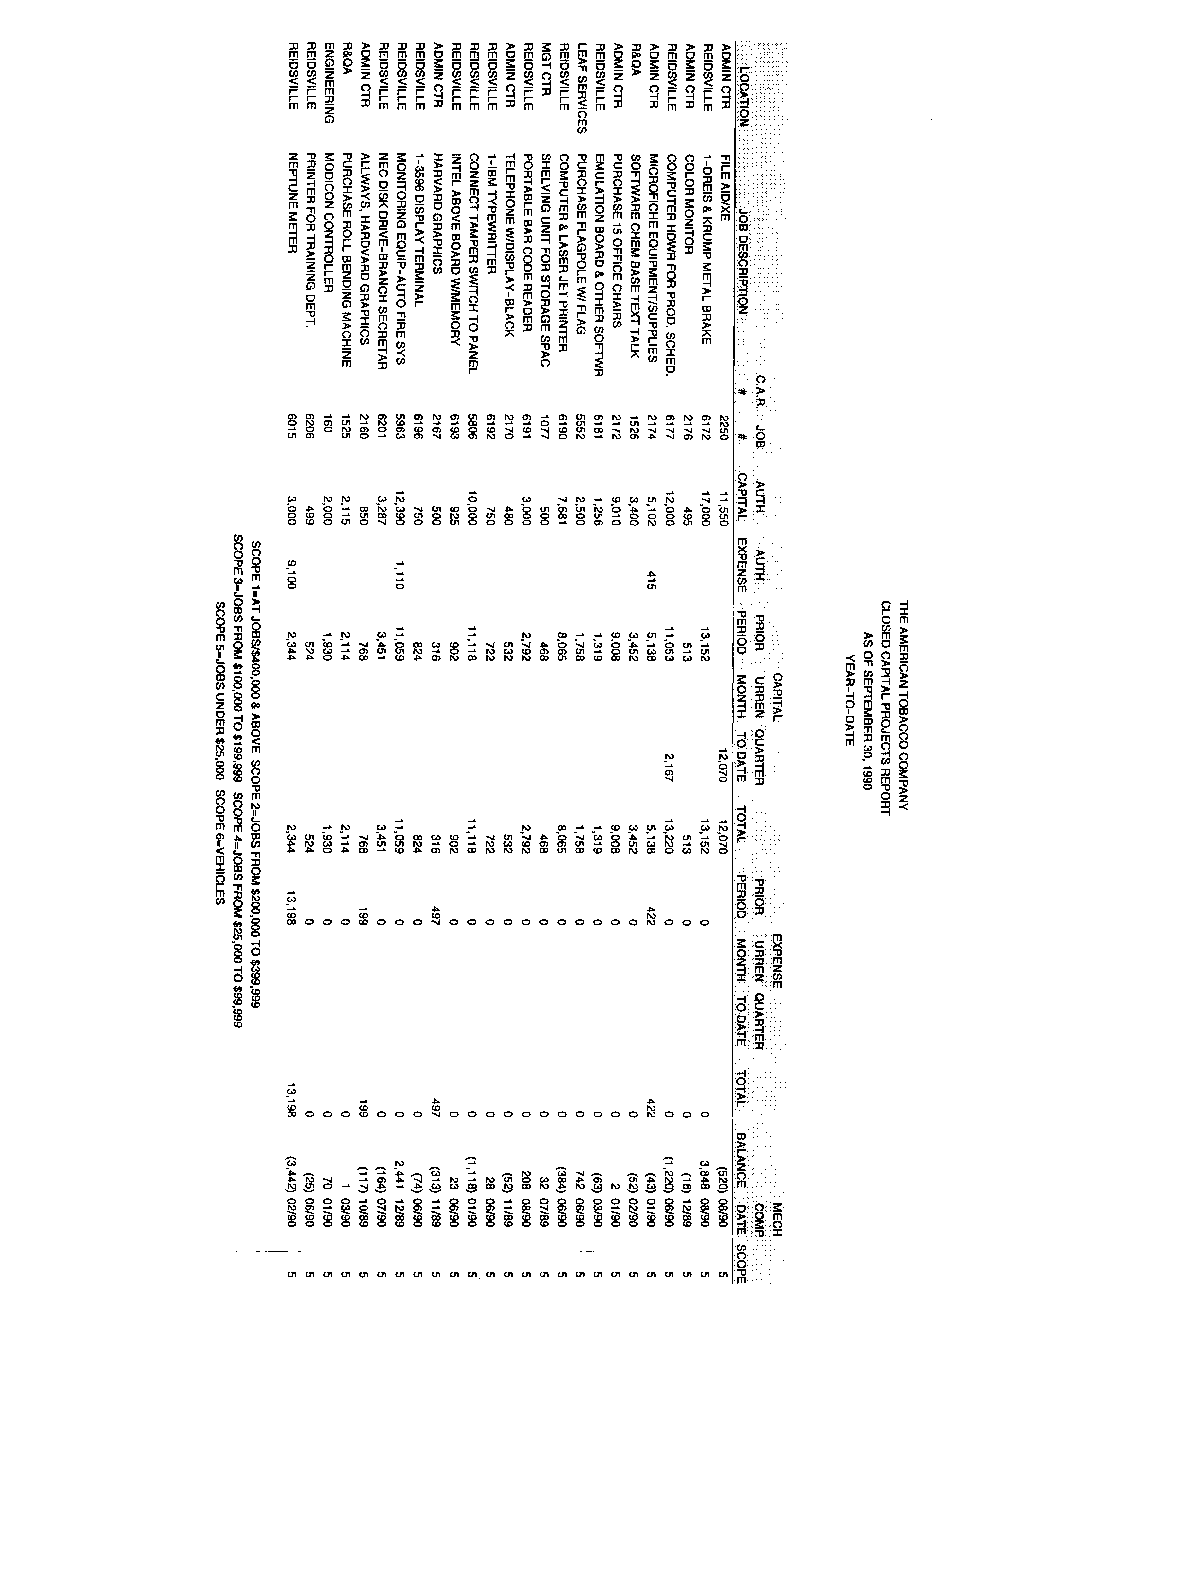 THE AMERICAN TOBACCO COMPANY
CLOSED CAPITAL PROJECTS REPORT
AS OF SEPTEMBER 30, 1990
YEAR-TO-DATE
CAPITAL EXPENSE MECH
C.A.R. JOB AUTH AUTH PRIOR URREN QUARTER PRIOR URREN QUARTER COMP
LOCATION JOB DESCRIPTION # # CAPITAL EXPENSE PERIOD MONTH TO DATE TOTAL PERIOD MONTH TO DATE TOTAL BALANCE DATE SCOPE
ADMIN CTR FILE AID/XE 2250 11,550 12,070 12,070 (520) 08/90 5
REIDSVILLE 1-DREIS & KRUMP METAL BRAKE 6172 17,000 13,152 13,152 0 0 3,848 08/90 5
ADMIN CTR COLOR MONITOR 2176 495 513 513 0 0 (18) 12/89 5
REIDSVILLE COMPUTER HDWR FOR PROD. SCHED. 6177 12,000 11,053 2,167 13,220 0 0 (1,220) 06/90 5
ADMIN CTR MICROFICHE EQUIPMENT/SUPPLIES 2174 5,102 415 5,138 5,138 422 422 (43) 01/90 5
R&QA SOFTWARE CHEM BASE TEXT TALK 1526 3,400 3,452 3,452 0 0 (52) 02/90 5
ADMIN CTR PURCHASE 15 OFFICE CHAIRS 2172 9,010 9,008 9,008 0 0 2 01/90 5
REIDSVILLE EMULATION BOARD & OTHER SOFTWR 6181 1,256 1,319 1,319 0 0 (63) 03/90 5
LEAF SERVICES PURCHASE FLAGPOLE W/ FLAG 5552 2,500 1,758 1,758 0 0 742 06/90 5
REIDSVILLE COMPUTER & LASER JET PRINTER 6190 7,681 8,065 8,065 0 0 (384) 06/90 5
MGT CTR SHELVING UNIT FOR STORAGE SPAC 1077 500 468 468 0 0 32 07/89 5
REIDSVILLE PORTABLE BAR CODE READER 6191 3,000 2,792 2,792 0 0 208 08/90 5
ADMIN CTR TELEPHONE W/DISPLAY-BLACK 2170 480 532 532 0 0 (52) 11/89 5
REIDSVILLE 1-IBM TYPEWRITTER 6192 750 722 722 0 0 28 06/90 5
REIDSVILLE CONNECT TAMPER SWITCH TO PANEL 5806 10,000 11,118 11,118 0 0 (1,118) 01/90 5
REIDSVILLE INTEL ABOVE BOARD W/MEMORY 6193 925 902 902 0 0 23 06/90 5
ADMIN CTR HARVARD GRAPHICS 2167 500 316 316 497 497 (313) 11/89 5
REIDSVILLE 1-3596 DISPLAY TERMINAL 6196 750 824 824 0 0 (74) 06/90 5
REIDSVILLE MONITORING EQUIP-AUTO FIRE SYS 5963 12,390 1,110 11,059 11,059 0 0 2,441 12/89 5
REIDSVILLE NEC DISK DRIVE-BRANCH SECRETAR 6201 3,287 3,451 3,451 0 0 (164) 07/90 5
ADMIN CTR ALLWAYS, HARDVARD GRAPHICS 2160 850 768 768 199 199 (117) 10/89 5
R&QA PURCHASE ROLL BENDING MACHINE 1525 2,115 2,114 2,114 0 0 1 03/90 5
ENGINEERING MODICON CONTROLLER 160 2,000 1,930 1,930 0 0 70 01/90 5
REIDSVILLE PRINTER FOR TRAINING DEPT. 6206 499 524 524 0 0 (25) 06/90 5
REIDSVILLE NEPTUNE METER 6015 3,000 9,100 2,344 2,344 13,198 13,198 (3,442) 02/90 5
SCOPE 1=AT JOBS/$400,000 & ABOVE SCOPE 2=JOBS FROM $200,000 TO $399,999
SCOPE 3=JOBS FROM $100,000 TO $199,999 SCOPE 4=JOBS FROM $25,000 TO $99,999
SCOPE 5=JOBS UNDER $25,000 SCOPE 6=VEHICLES